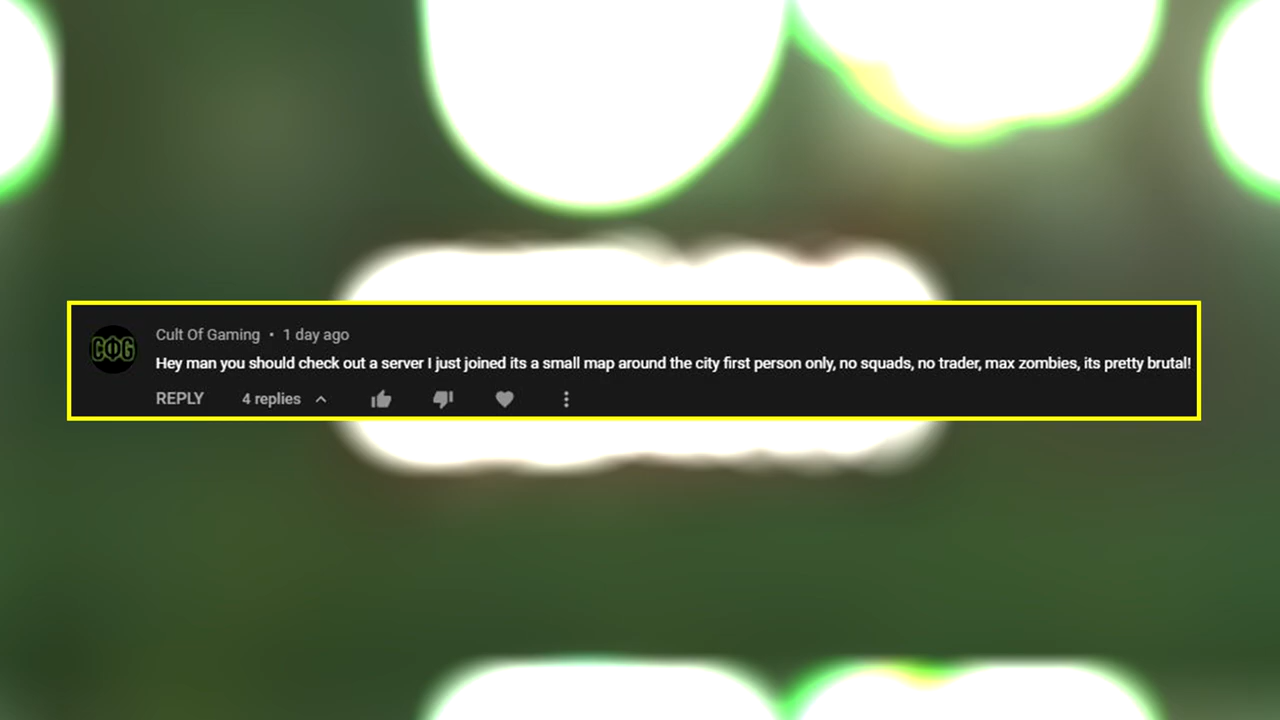 COG
Cult Of Gaming • 1 day ago
Hey man you should check out a server I just joined its a small map around the city first person only, no squads, no trader, max zombies, its pretty brutal!
REPLY 4 replies